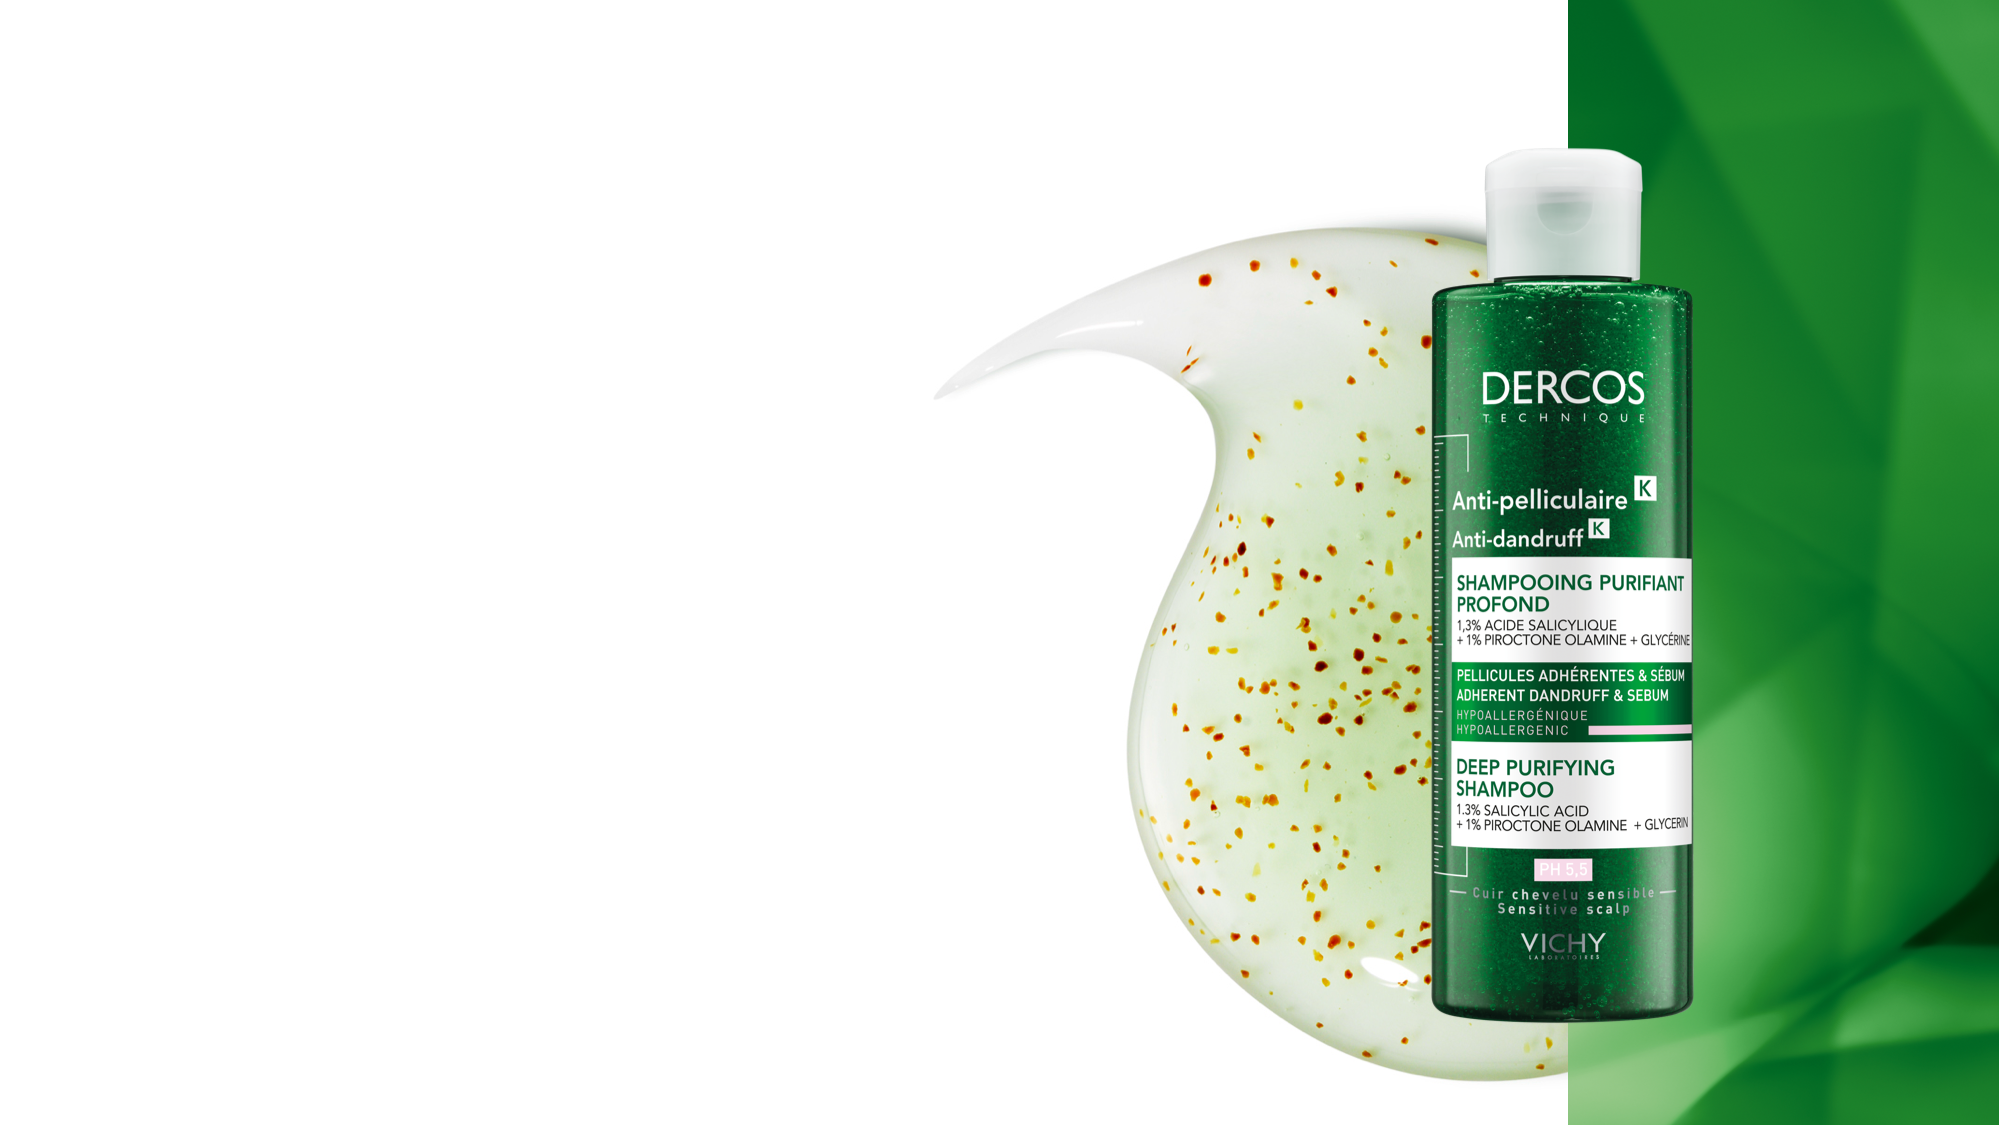 DERCOS
TECHNIQUE
Anti-pelliculaire K
Anti-dandruff K
SHAMPOOING PURIFIANT
PROFOND
1,3% ACIDE SALICYLIQUE
+ 1% PIROCTONE OLAMINE + GLYCÉRINE
PELLICULES ADHÉRENTES & SÉBUM
ADHERENT DANDRUFF & SEBUM
HYPOALLERGÉNIQUE
HYPOALLERGENIC
DEEP PURIFYING
SHAMPOO
1.3% SALICYLIC ACID
+ 1% PIROCTONE OLAMINE + GLYCERIN
PH 5,5
Cuir chevelu sensible
Sensitive scalp
VICHY
LABORATOIRES